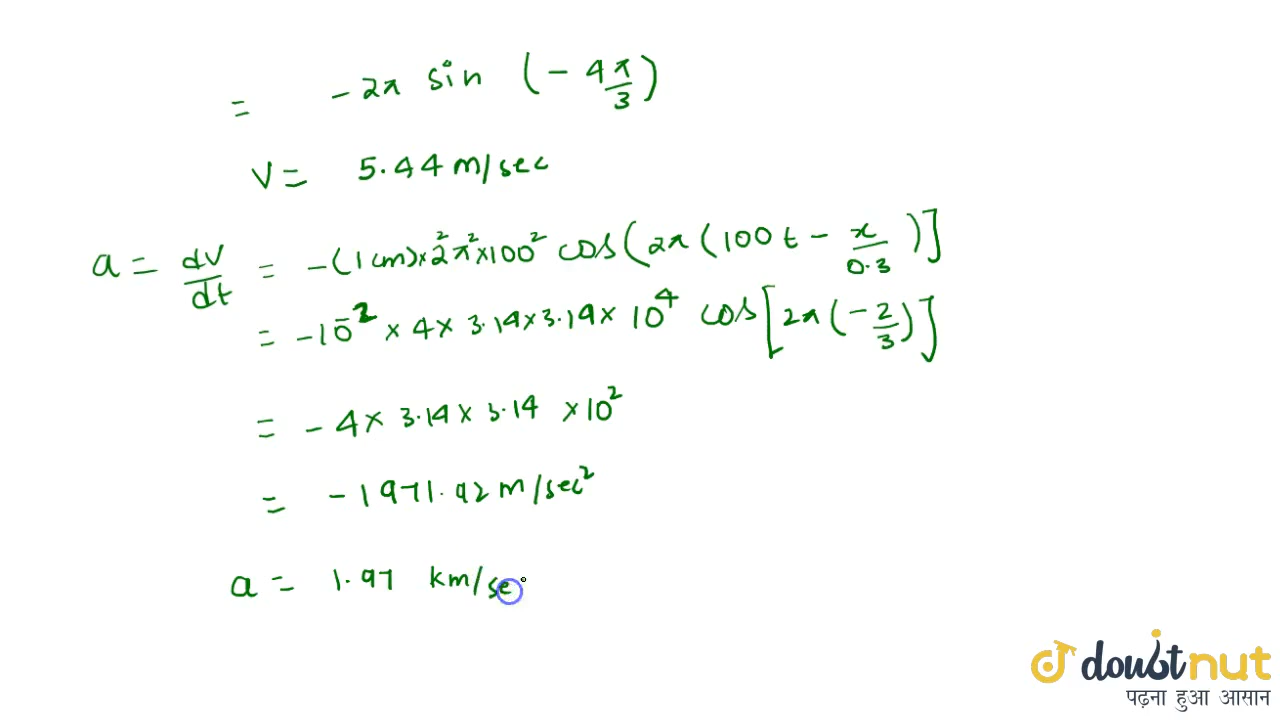 = -2π sin (-4π/3)
V = 5.44 m/sec
a = dV/dt = -(1 cm)×2²π²×100² cos(2π(100t - x/0.3)]
= -10⁻² × 4 × 3.14 × 3.14 × 10⁴ cos[2π(-2/3)]
= -4 × 3.14 × 3.14 × 10²
= -1971.92 m/sec²
a = 1.97 km/se
doubtnut
पढ़ना हुआ आसान